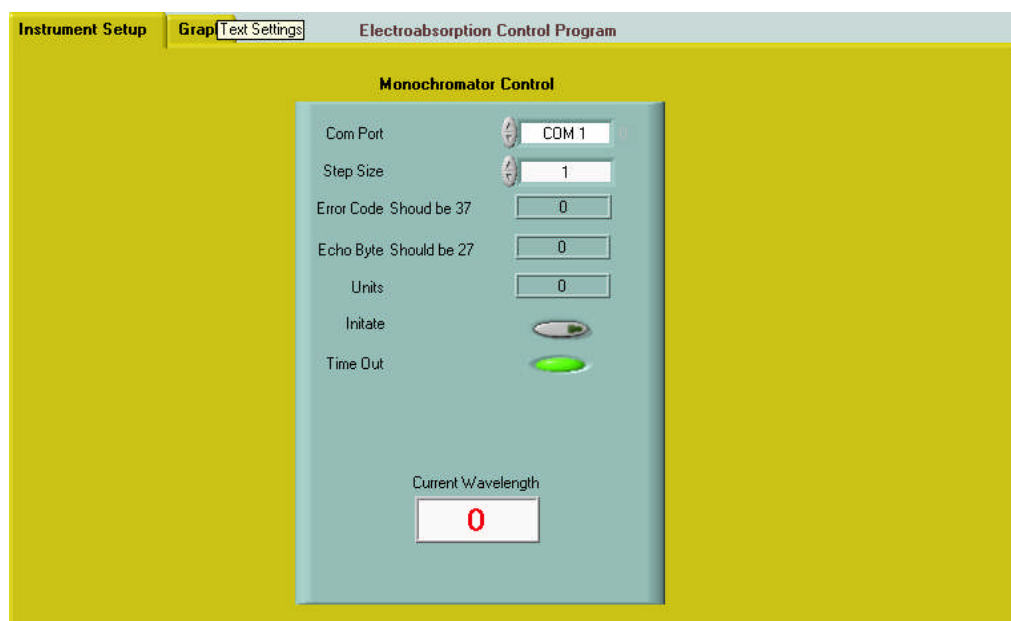 Instrument Setup Grap Text Settings Electroabsorption Control Program
Monochromator Control
Com Port COM 1
Step Size 1
Error Code Shoud be 37 0
Echo Byte Should be 27 0
Units 0
Initate
Time Out
Current Wavelength
0